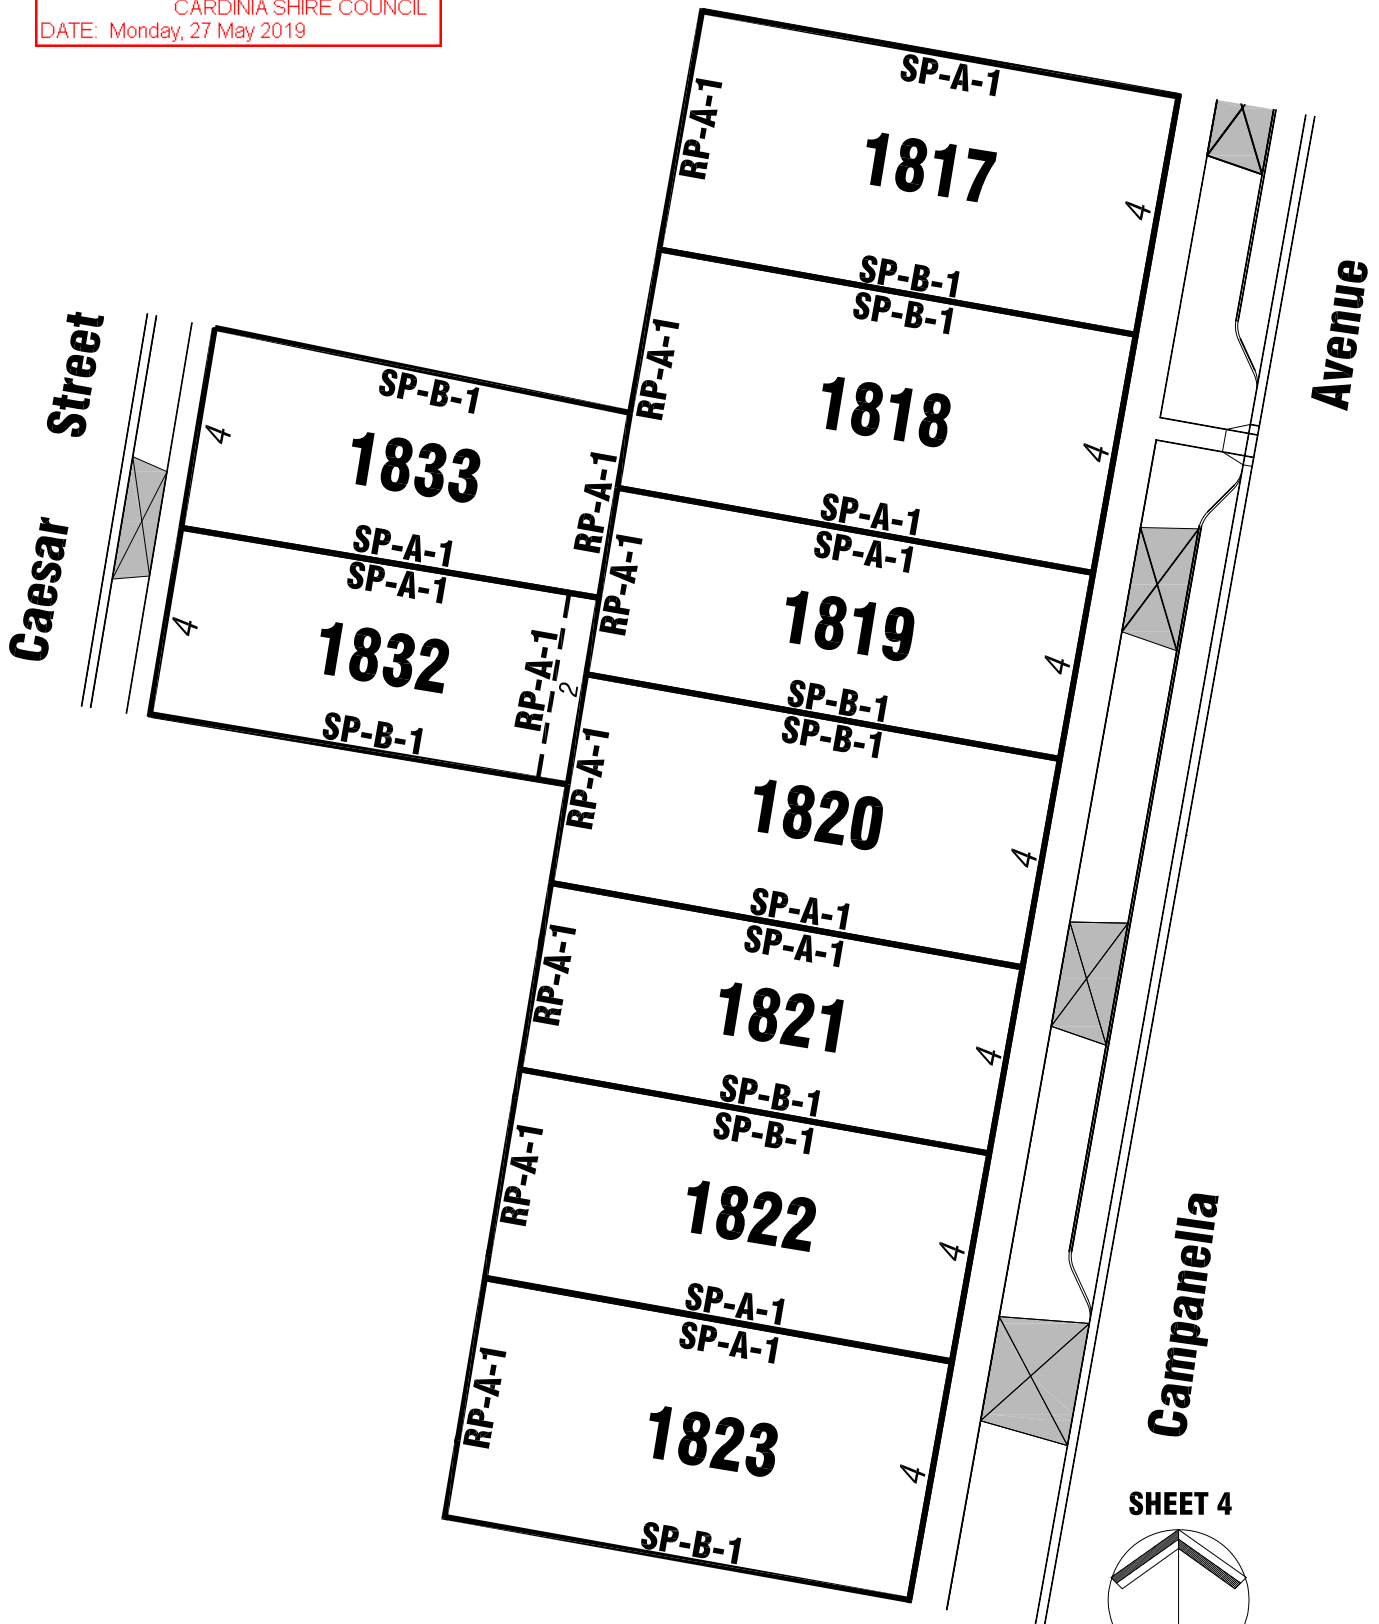 CARDINIA SHIRE COUNCIL
DATE: Monday, 27 May 2019
SP-A-1
RP-A-1
1817
4
SP-B-1
SP-B-1
RP-A-1
1818
4
SP-A-1
Avenue
Street
Caesar
SP-B-1
4
1833
RP-A-1
SP-A-1
SP-A-1
4
1832
RP-A-1
2
SP-B-1
SP-A-1
RP-A-1
1819
4
SP-B-1
SP-B-1
RP-A-1
1820
4
SP-A-1
SP-A-1
RP-A-1
1821
4
SP-B-1
SP-B-1
RP-A-1
1822
4
SP-A-1
SP-A-1
RP-A-1
1823
4
SP-B-1
Campanella
SHEET 4